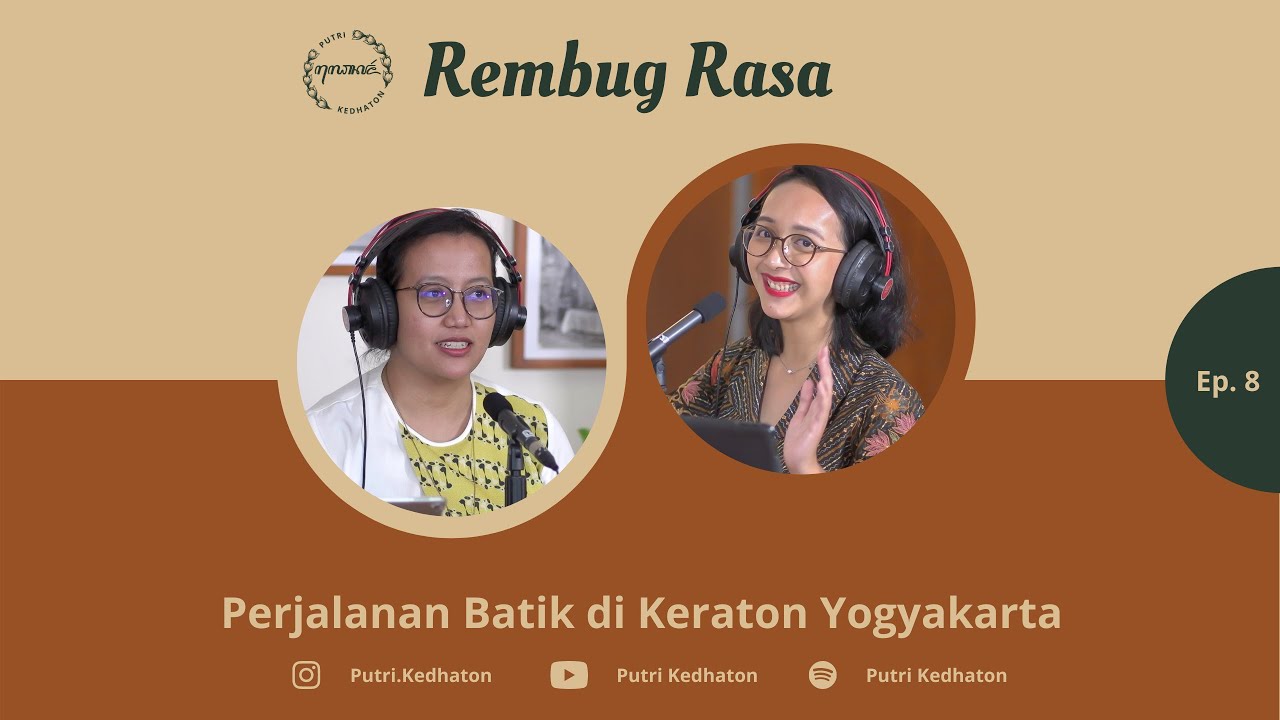 PUTRI
KEDHATON
Rembug Rasa
Ep. 8
Perjalanan Batik di Keraton Yogyakarta
Putri.Kedhaton
Putri Kedhaton
Putri Kedhaton